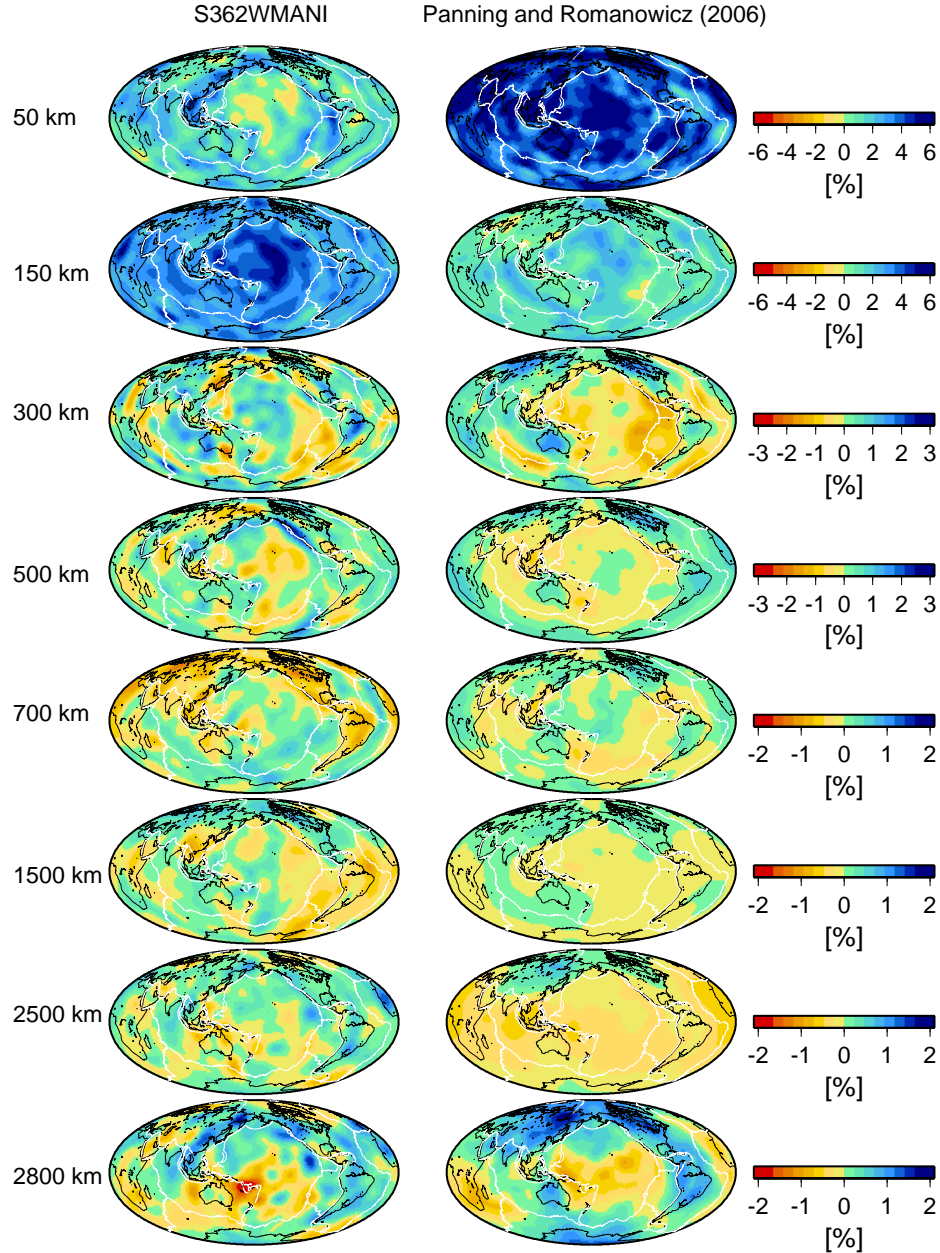 S362WMANI Panning and Romanowicz (2006)
50 km
-6 -4 -2 0 2 4 6
[%]
150 km
-6 -4 -2 0 2 4 6
[%]
300 km
-3 -2 -1 0 1 2 3
[%]
500 km
-3 -2 -1 0 1 2 3
[%]
700 km
-2 -1 0 1 2
[%]
1500 km
-2 -1 0 1 2
[%]
2500 km
-2 -1 0 1 2
[%]
2800 km
-2 -1 0 1 2
[%]